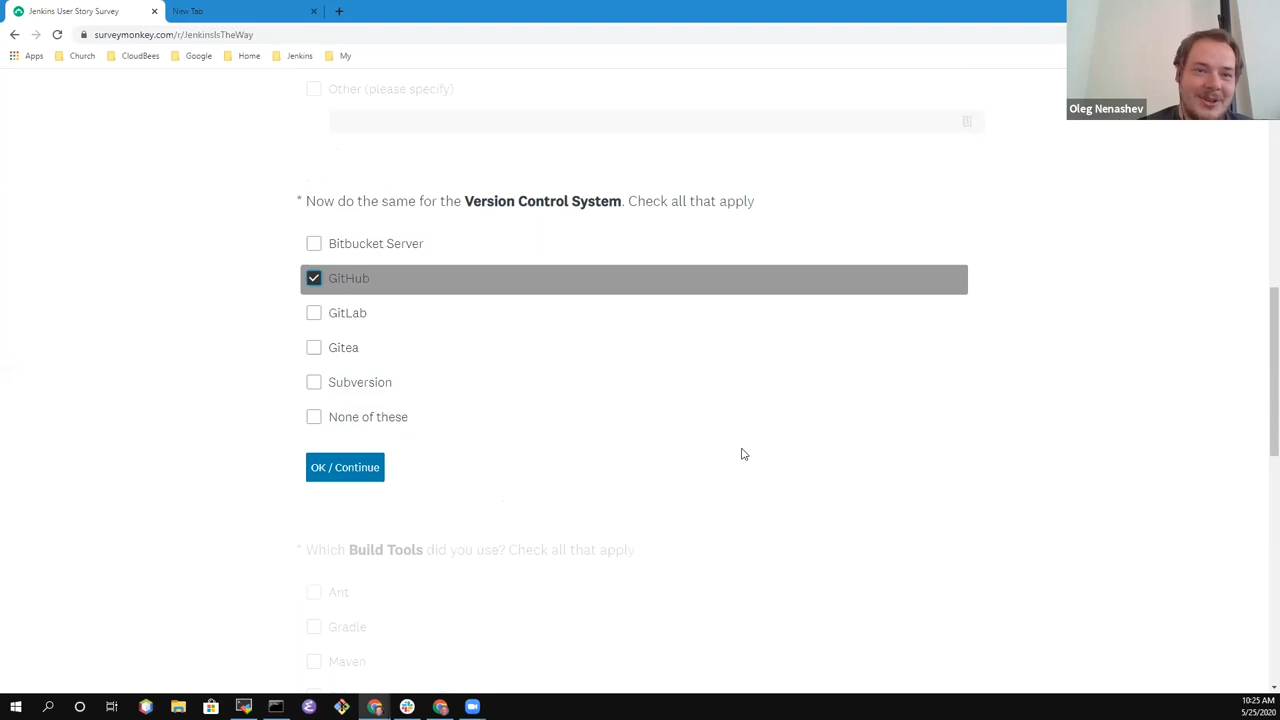 Jenkins User Story Survey
New Tab
surveymonkey.com/r/JenkinsIsTheWay
Apps
Church
CloudBees
Google
Home
Jenkins
My
Oleg Nenashev
Other (please specify)
* Now do the same for the Version Control System. Check all that apply
Bitbucket Server
GitHub
GitLab
Gitea
Subversion
None of these
OK / Continue
* Which Build Tools did you use? Check all that apply
Ant
Gradle
Maven
10:25 AM
5/25/2020